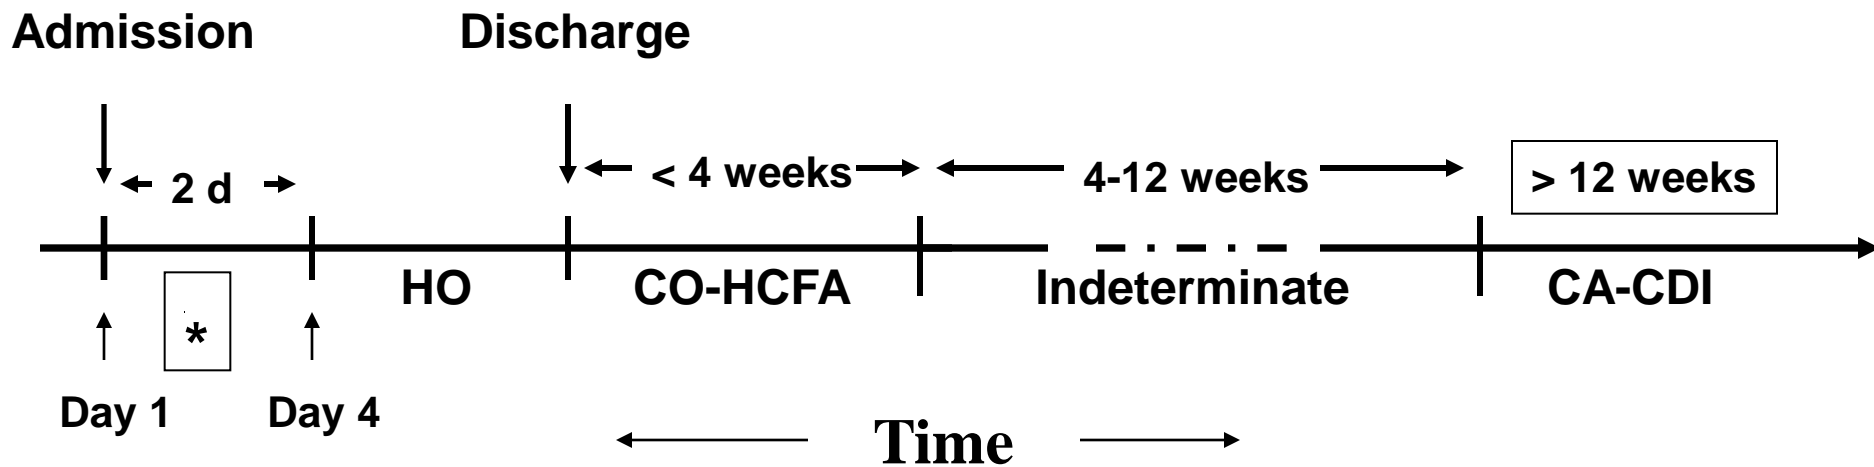 Admission
Discharge
2 d
< 4 weeks
4-12 weeks
> 12 weeks
HO
CO-HCFA
Indeterminate
CA-CDI
*
Day 1
Day 4
Time